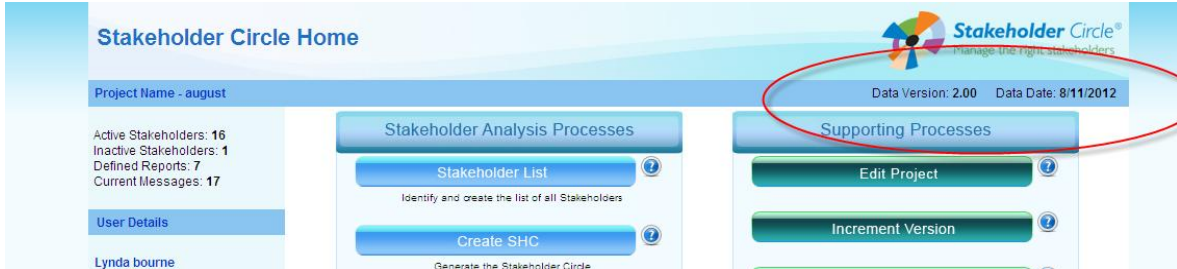 Stakeholder Circle Home
Stakeholder Circle®
Manage the right stakeholders
Project Name - august
Data Version: 2.00 Data Date: 8/11/2012
Active Stakeholders: 16
Inactive Stakeholders: 1
Defined Reports: 7
Current Messages: 17
User Details
Lynda bourne
Stakeholder Analysis Processes
Stakeholder List
?
Identify and create the list of all Stakeholders
Create SHC
?
Generate the Stakeholder Circle
Supporting Processes
Edit Project
?
Increment Version
?